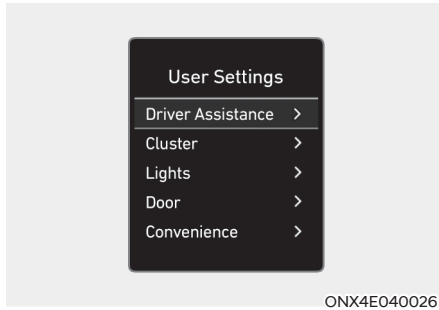 User Settings
Driver Assistance >
Cluster >
Lights >
Door >
Convenience >
ONX4E040026